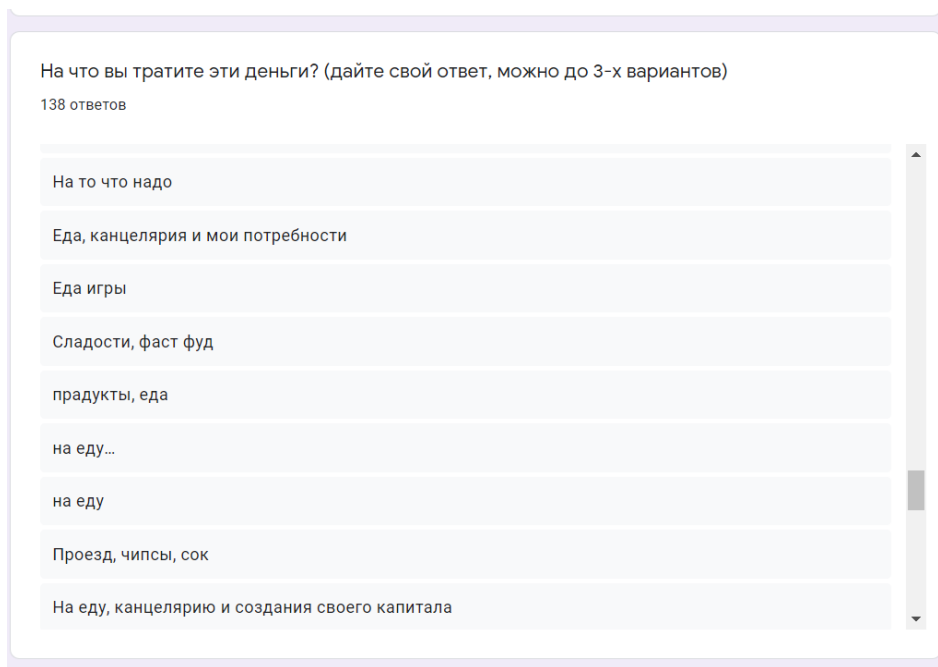 На что вы тратите эти деньги? (дайте свой ответ, можно до 3-х вариантов)
138 ответов
На то что надо
Еда, канцелярия и мои потребности
Еда игры
Сладости, фаст фуд
прадукты, еда
на еду...
на еду
Проезд, чипсы, сок
На еду, канцелярию и создания своего капитала